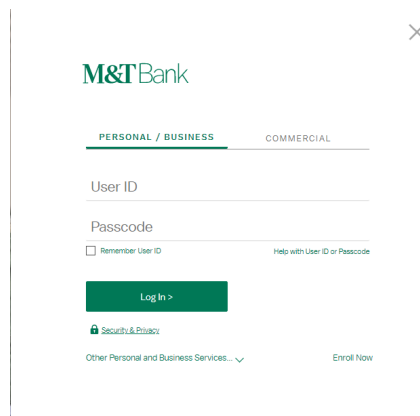 M&T Bank
PERSONAL / BUSINESS COMMERCIAL
User ID
Passcode
Remember User ID Help with User ID or Passcode
Log In >
Security & Privacy
Other Personal and Business Services... Enroll Now